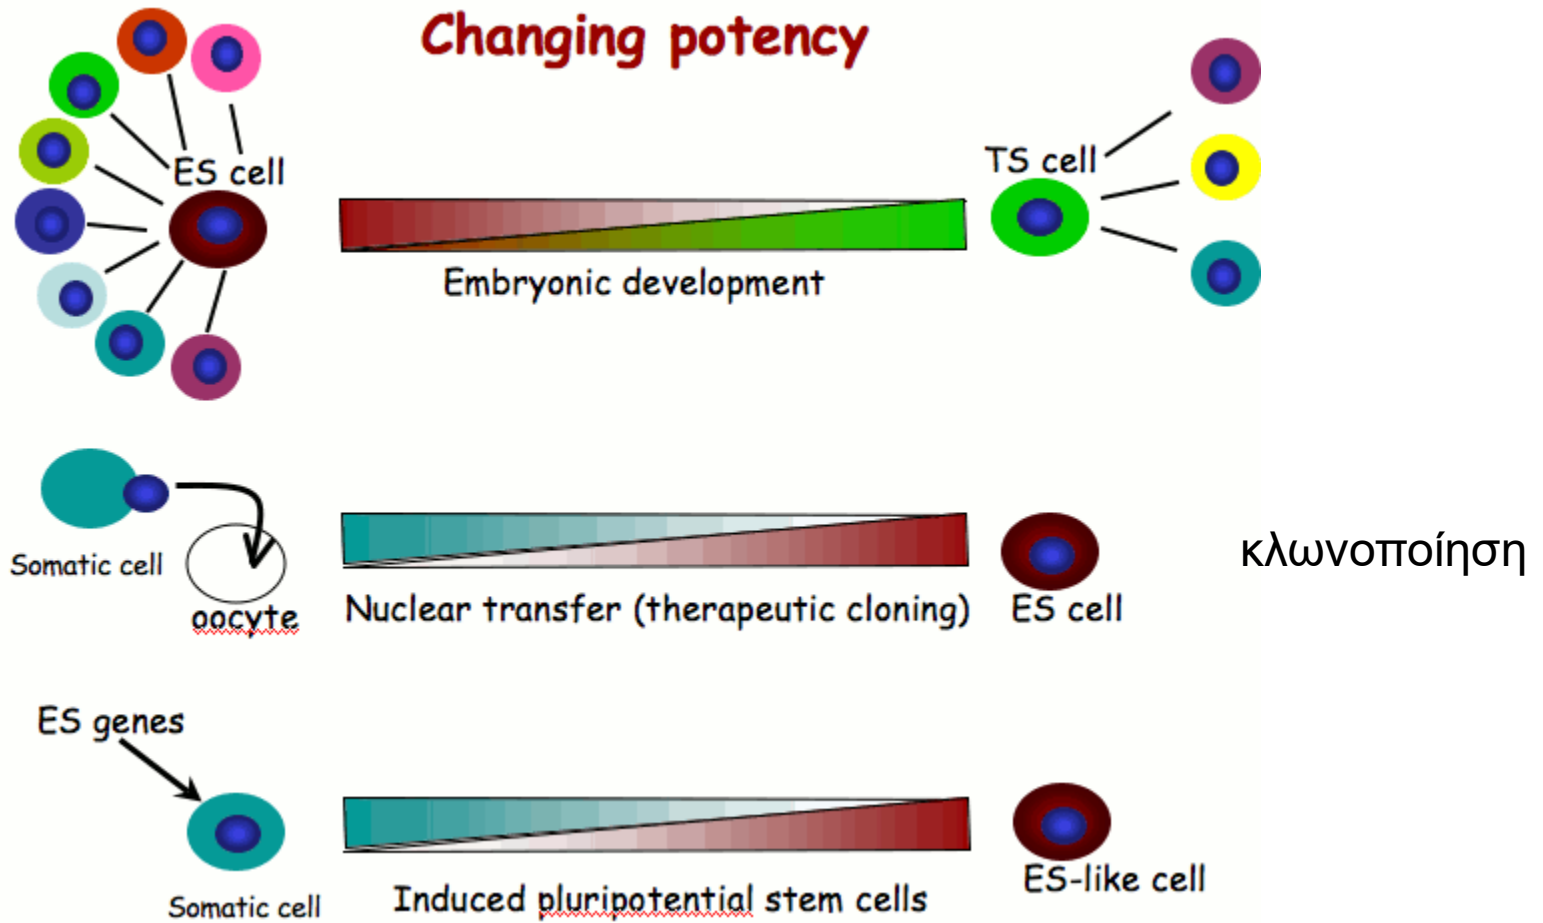 Changing potency
ES cell
TS cell
Embryonic development
Somatic cell
oocyte
Nuclear transfer (therapeutic cloning)
ES cell
κλωνοποίηση
ES genes
Somatic cell
Induced pluripotential stem cells
ES-like cell